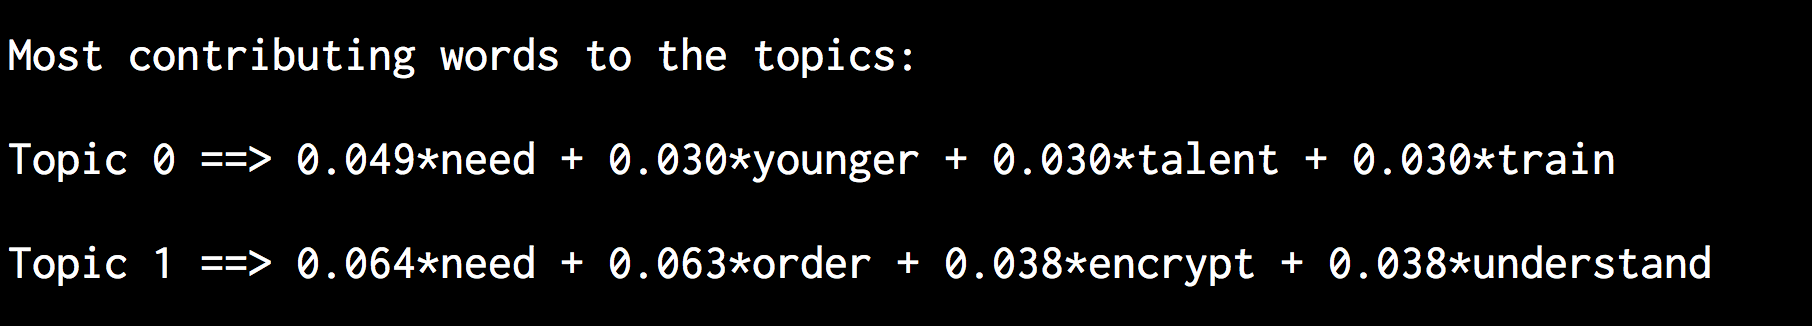 Most contributing words to the topics:
Topic 0 ==> 0.049*need + 0.030*younger + 0.030*talent + 0.030*train
Topic 1 ==> 0.064*need + 0.063*order + 0.038*encrypt + 0.038*understand